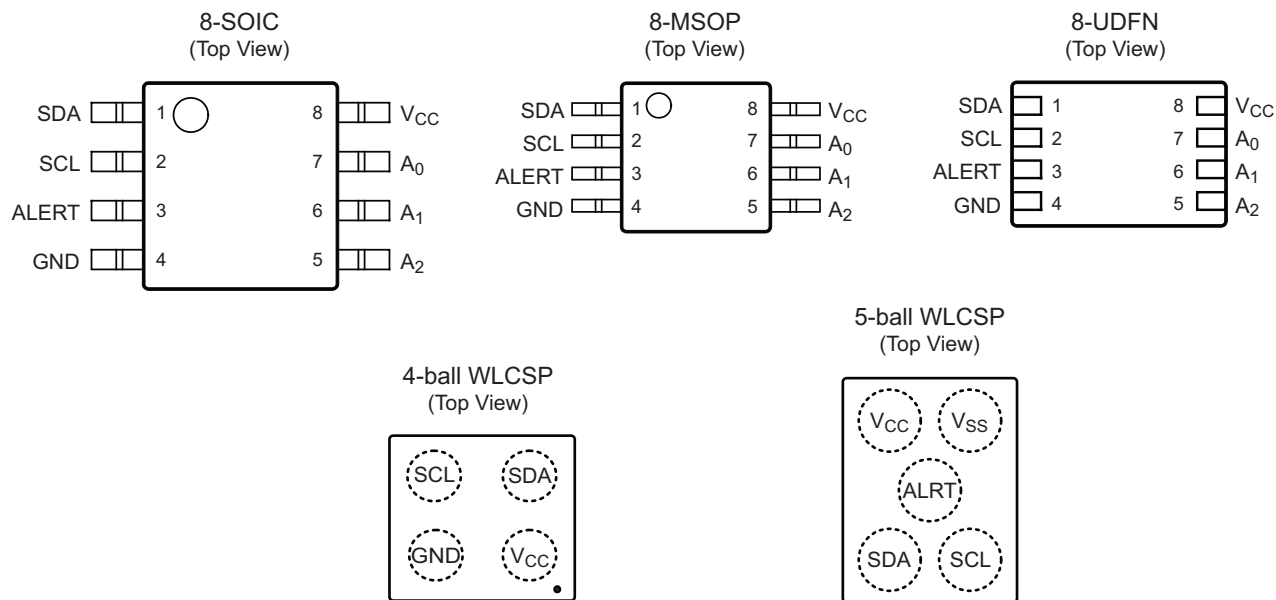 8-SOIC
(Top View)
SDA 1 8 VCC
SCL 2 7 A0
ALERT 3 6 A1
GND 4 5 A2
8-MSOP
(Top View)
SDA 1 8 VCC
SCL 2 7 A0
ALERT 3 6 A1
GND 4 5 A2
8-UDFN
(Top View)
SDA 1 8 VCC
SCL 2 7 A0
ALERT 3 6 A1
GND 4 5 A2
4-ball WLCSP
(Top View)
SCL SDA
GND VCC
5-ball WLCSP
(Top View)
VCC VSS
ALRT
SDA SCL